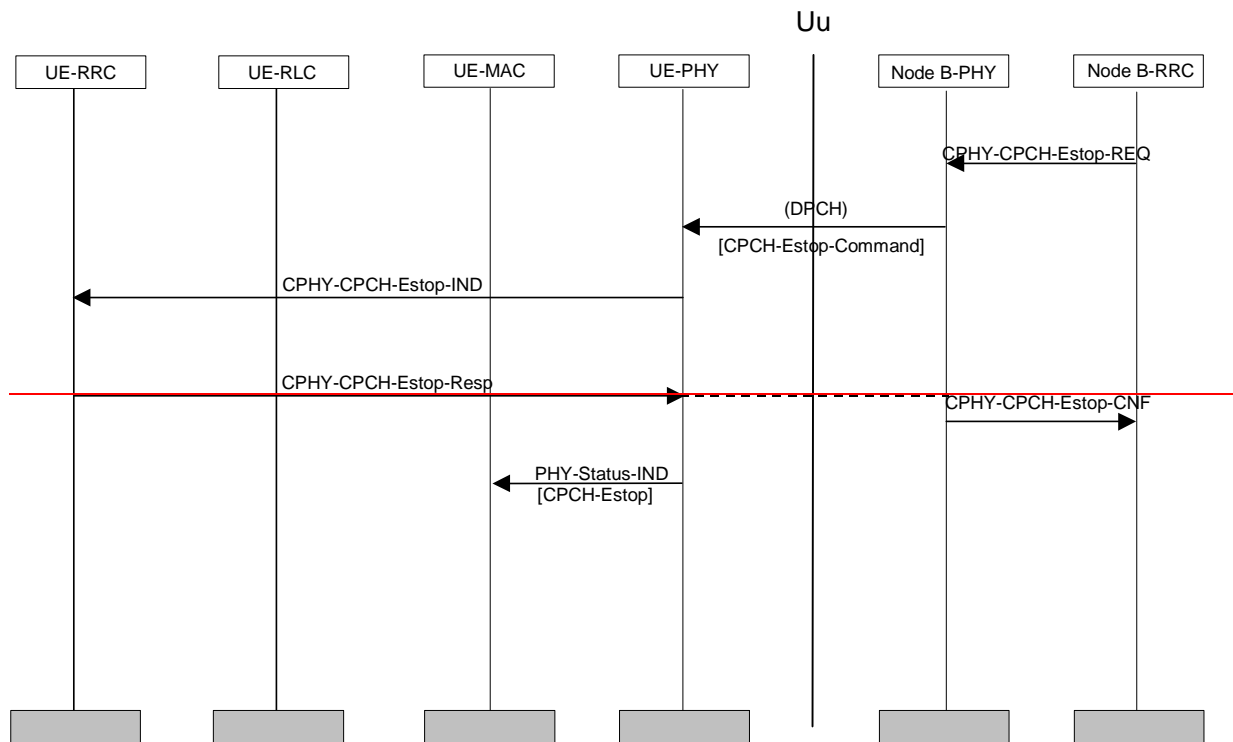 Uu
UE-RRC
UE-RLC
UE-MAC
UE-PHY
Node B-PHY
Node B-RRC
CPHY-CPCH-Estop-REQ
(DPCH)
[CPCH-Estop-Command]
CPHY-CPCH-Estop-IND
CPHY-CPCH-Estop-Resp
CPHY-CPCH-Estop-CNF
PHY-Status-IND
[CPCH-Estop]